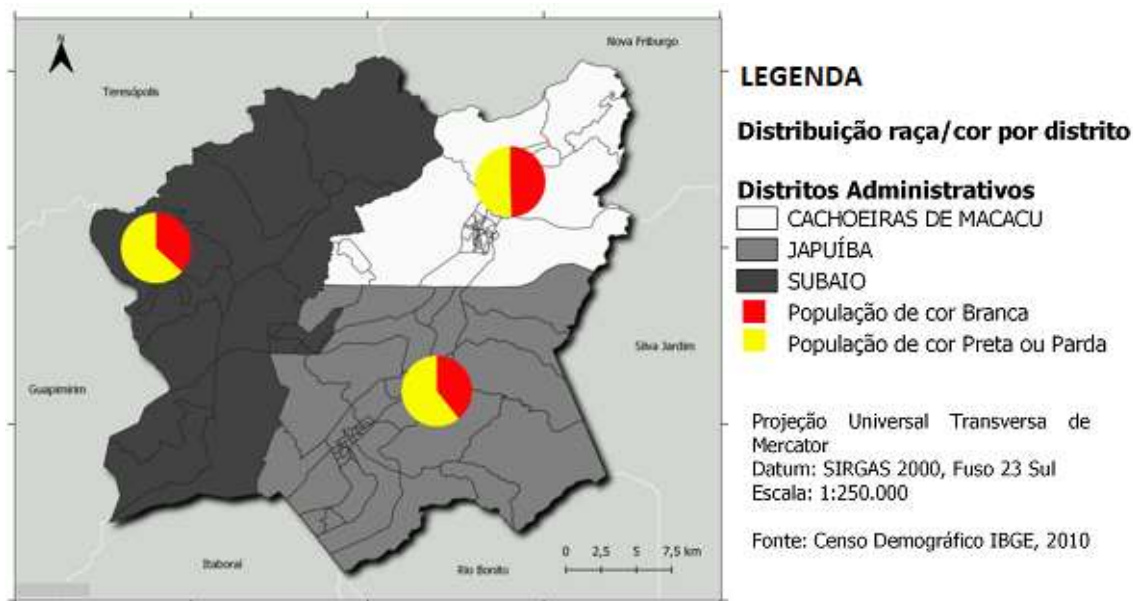 N
Nova Friburgo
Teresópolis
Silva Jardim
Guapimirim
Itaboraí
Rio Bonito
0 2,5 5 7,5 km
LEGENDA
Distribuição raça/cor por distrito
Distritos Administrativos
CACHOEIRAS DE MACACU
JAPUÍBA
SUBAIO
População de cor Branca
População de cor Preta ou Parda
Projeção Universal Transversa de
Mercator
Datum: SIRGAS 2000, Fuso 23 Sul
Escala: 1:250.000
Fonte: Censo Demográfico IBGE, 2010